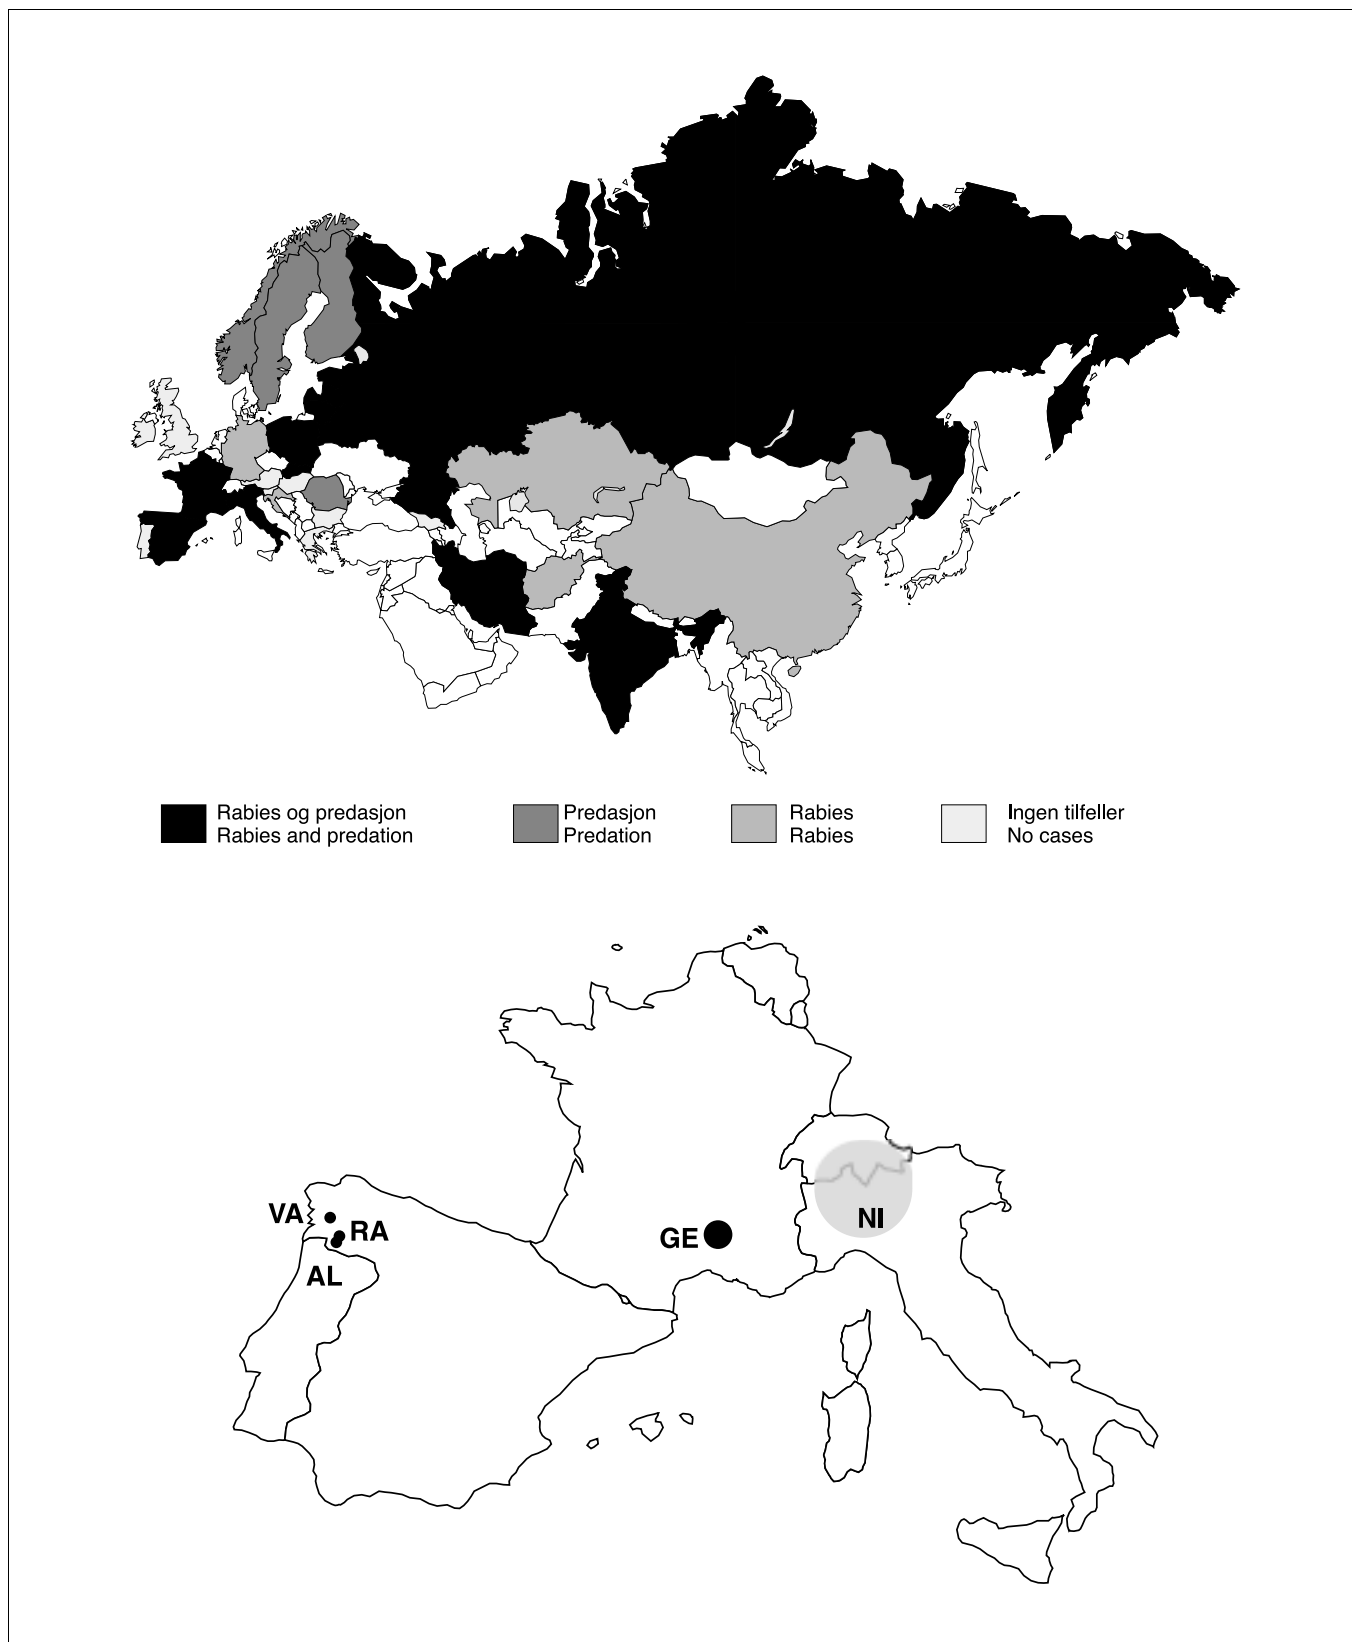 Rabies og predasjon
Rabies and predation
Predasjon
Predation
Rabies
Rabies
Ingen tilfeller
No cases
VA
RA
AL
GE
NI